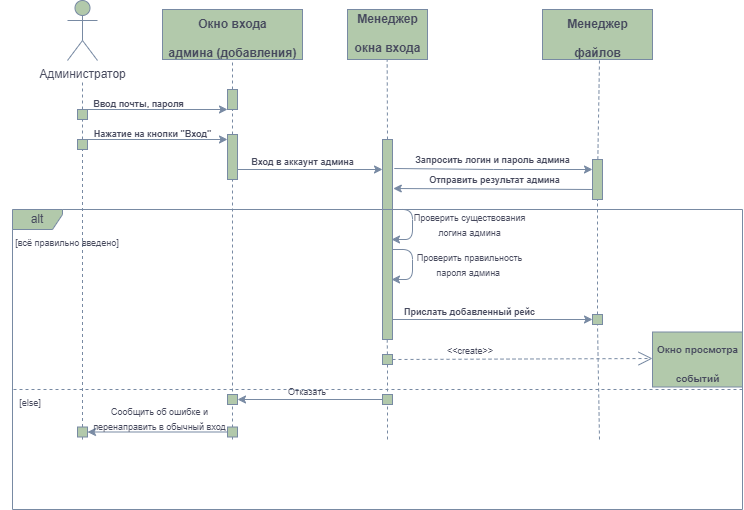 Окно входа
админа (добавления)
Менеджер
окна входа
Менеджер
файлов
Администратор
Ввод почты, пароля
Нажатие на кнопки "Вход"
Вход в аккаунт админа
Запросить логин и пароль админа
Отправить результат админа
alt
[всё правильно введено]
Проверить существования
логина админа
Проверить правильность
пароля админа
Прислать добавленный рейс
<<create>>
Окно просмотра
событий
[else]
Отказать
Сообщить об ошибке и
перенаправить в обычный вход